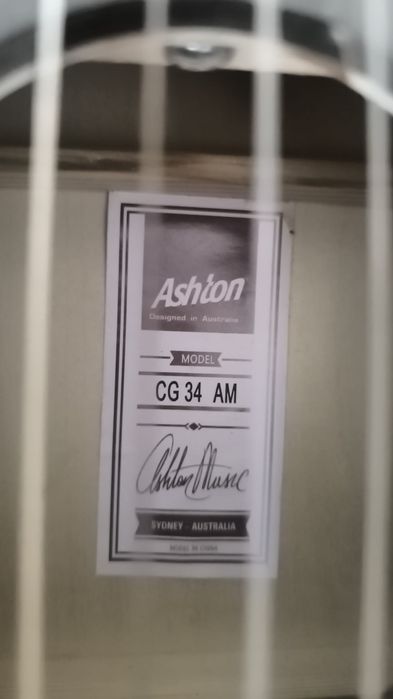 Ashton
Designed in Australia
MODEL
CG 34 AM
Ashton Music
SYDNEY - AUSTRALIA
MADE IN CHINA